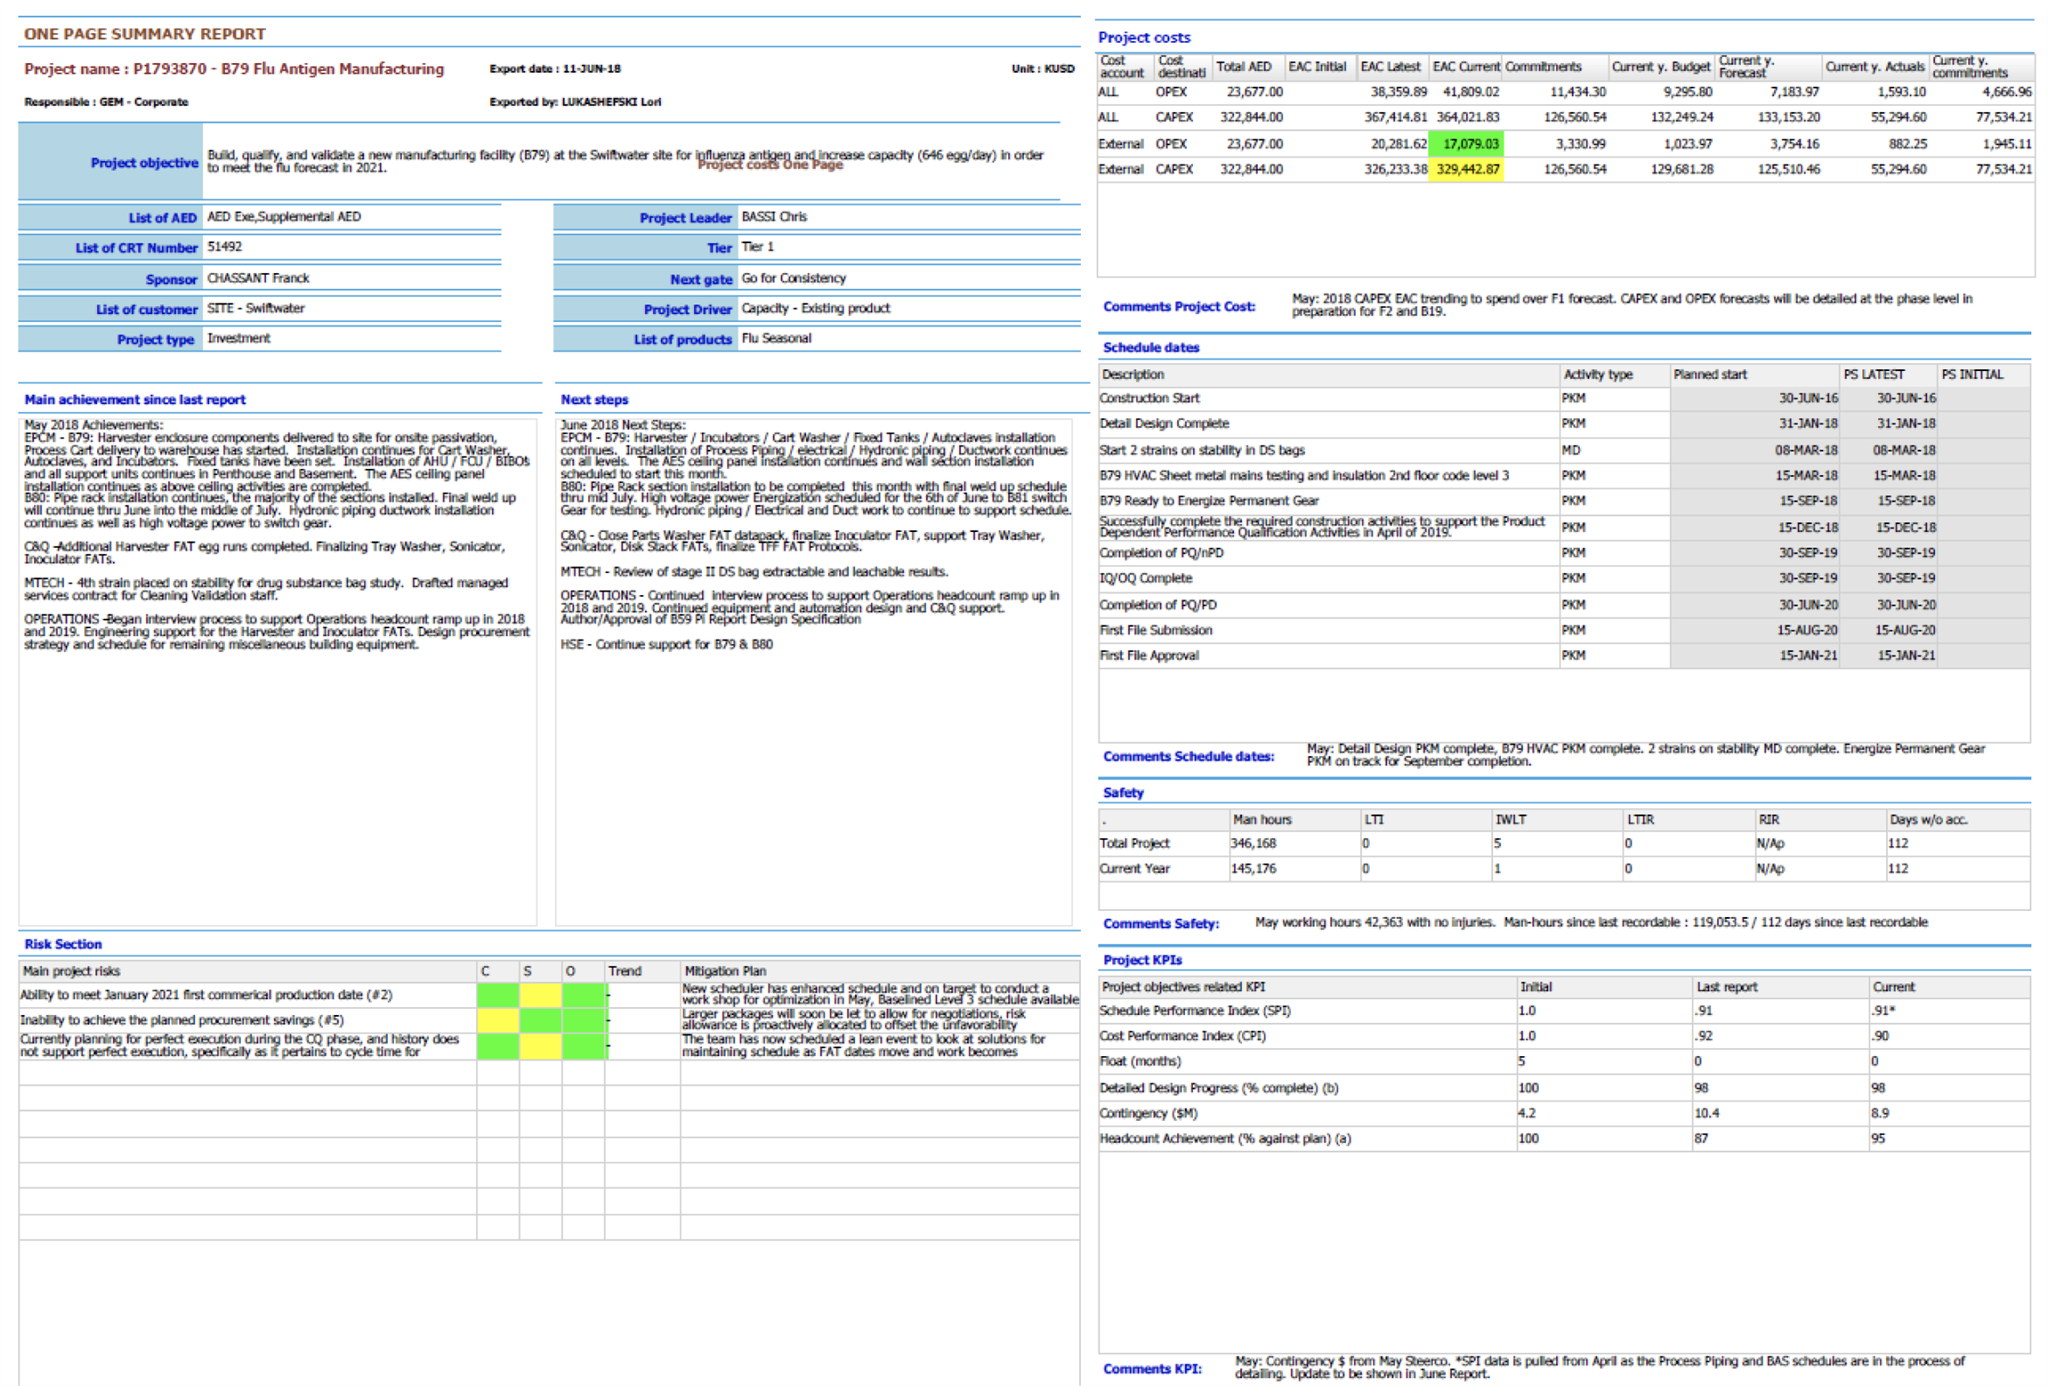 ONE PAGE SUMMARY REPORT
Project name : P1793870 - B79 Flu Antigen Manufacturing
Export date : 11-JUN-18
Unit : KUSD
Responsible : GEM - Corporate
Exported by: LUKASHEFSKI Lori
Project objective
Build, qualify, and validate a new manufacturing facility (B79) at the Swiftwater site for influenza antigen and increase capacity (646 egg/day) in order
to meet the flu forecast in 2021.
Project costs One Page
List of AED AED Exe,Supplemental AED
Project Leader BASSI Chris
List of CRT Number 51492
Tier Tier 1
Sponsor CHASSANT Franck
Next gate Go for Consistency
List of customer SITE - Swiftwater
Project Driver Capacity - Existing product
Project type Investment
List of products Flu Seasonal
Main achievement since last report
May 2018 Achievements:
EPCM - B79: Harvester enclosure components delivered to site for onsite passivation,
Process Cart delivery to warehouse has started. Installation continues for Cart Washer,
Autoclaves, and Incubators. Fixed tanks have been set. Installation of AHU / FCU / BIBOs
and all support units continues in Penthouse and Basement. The AES ceiling panel
installation continues as above ceiling activities are completed.
B80: Pipe rack installation continues, the majority of the sections installed. Final weld up
will continue thru June into the middle of July. Hydronic piping ductwork installation
continues as well as high voltage power to switch gear.
C&Q -Additional Harvester FAT egg runs completed. Finalizing Tray Washer, Sonicator,
Inoculator FATs.
MTECH - 4th strain placed on stability for drug substance bag study. Drafted managed
services contract for Cleaning Validation staff.
OPERATIONS -Began interview process to support Operations headcount ramp up in 2018
and 2019. Engineering support for the Harvester and Inoculator FATs. Design procurement
strategy and schedule for remaining miscellaneous building equipment.
Next steps
June 2018 Next Steps:
EPCM - B79: Harvester / Incubators / Cart Washer / Fixed Tanks / Autoclaves installation
continues. Installation of Process Piping / electrical / Hydronic piping / Ductwork continues
on all levels. The AES ceiling panel installation continues and wall section installation
scheduled to start this month.
B80: Pipe Rack section installation to be completed this month with final weld up schedule
thru mid July. High voltage power Energization scheduled for the 6th of June to B81 switch
Gear for testing. Hydronic piping / Electrical and Duct work to continue to support schedule.
C&Q - Close Parts Washer FAT datapack, finalize Inoculator FAT, support Tray Washer,
Sonicator, Disk Stack FATs, finalize TFF FAT Protocols.
MTECH - Review of stage II DS bag extractable and leachable results.
OPERATIONS - Continued interview process to support Operations headcount ramp up in
2018 and 2019. Continued equipment and automation design and C&Q support.
Author/Approval of B59 Pi Report Design Specification
HSE - Continue support for B79 & B80
Risk Section
Main project risks C S O Trend Mitigation Plan
Ability to meet January 2021 first commerical production date (#2)
-
New scheduler has enhanced schedule and on target to conduct a
work shop for optimization in May, Baselined Level 3 schedule available
Inability to achieve the planned procurement savings (#5)
-
Larger packages will soon be let to allow for negotiations, risk
allowance is proactively allocated to offset the unfavorability
Currently planning for perfect execution during the CQ phase, and history does
not support perfect execution, specifically as it pertains to cycle time for
-
The team has now scheduled a lean event to look at solutions for
maintaining schedule as FAT dates move and work becomes
Project costs
Cost account Cost destinati Total AED EAC Initial EAC Latest EAC Current Commitments Current y. Budget Current y. Forecast Current y. Actuals Current y. commitments
ALL OPEX 23,677.00 38,359.89 41,809.02 11,434.30 9,295.80 7,183.97 1,593.10 4,666.96
ALL CAPEX 322,844.00 367,414.81 364,021.83 126,560.54 132,249.24 133,153.20 55,294.60 77,534.21
External OPEX 23,677.00 20,281.62 17,079.03 3,330.99 1,023.97 3,754.16 882.25 1,945.11
External CAPEX 322,844.00 326,233.38 329,442.87 126,560.54 129,681.28 125,510.46 55,294.60 77,534.21
Comments Project Cost: May: 2018 CAPEX EAC trending to spend over F1 forecast. CAPEX and OPEX forecasts will be detailed at the phase level in
preparation for F2 and B19.
Schedule dates
Description Activity type Planned start PS LATEST PS INITIAL
Construction Start PKM 30-JUN-16 30-JUN-16
Detail Design Complete PKM 31-JAN-18 31-JAN-18
Start 2 strains on stability in DS bags MD 08-MAR-18 08-MAR-18
B79 HVAC Sheet metal mains testing and insulation 2nd floor code level 3 PKM 15-MAR-18 15-MAR-18
B79 Ready to Energize Permanent Gear PKM 15-SEP-18 15-SEP-18
Successfully complete the required construction activities to support the Product
Dependent Performance Qualification Activities in April of 2019. PKM 15-DEC-18 15-DEC-18
Completion of PQ/nPD PKM 30-SEP-19 30-SEP-19
IQ/OQ Complete PKM 30-SEP-19 30-SEP-19
Completion of PQ/PD PKM 30-JUN-20 30-JUN-20
First File Submission PKM 15-AUG-20 15-AUG-20
First File Approval PKM 15-JAN-21 15-JAN-21
Comments Schedule dates: May: Detail Design PKM complete, B79 HVAC PKM complete. 2 strains on stability MD complete. Energize Permanent Gear
PKM on track for September completion.
Safety
. Man hours LTI IWLT LTIR RIR Days w/o acc.
Total Project 346,168 0 5 0 N/Ap 112
Current Year 145,176 0 1 0 N/Ap 112
Comments Safety: May working hours 42,363 with no injuries. Man-hours since last recordable : 119,053.5 / 112 days since last recordable
Project KPIs
Project objectives related KPI Initial Last report Current
Schedule Performance Index (SPI) 1.0 .91 .91*
Cost Performance Index (CPI) 1.0 .92 .90
Float (months) 5 0 0
Detailed Design Progress (% complete) (b) 100 98 98
Contingency ($M) 4.2 10.4 8.9
Headcount Achievement (% against plan) (a) 100 87 95
Comments KPI: May: Contingency $ from May Steerco. *SPI data is pulled from April as the Process Piping and BAS schedules are in the process of
detailing. Update to be shown in June Report.